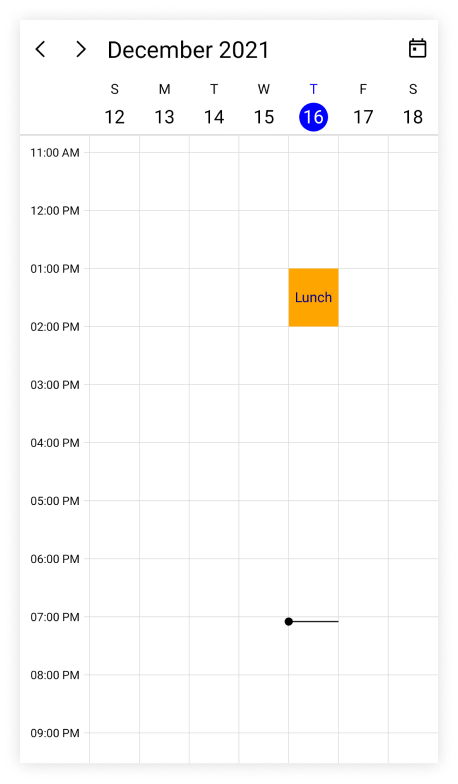 December 2021
S M T W T F S
12 13 14 15 16 17 18
11:00 AM
12:00 PM
01:00 PM
Lunch
02:00 PM
03:00 PM
04:00 PM
05:00 PM
06:00 PM
07:00 PM
08:00 PM
09:00 PM